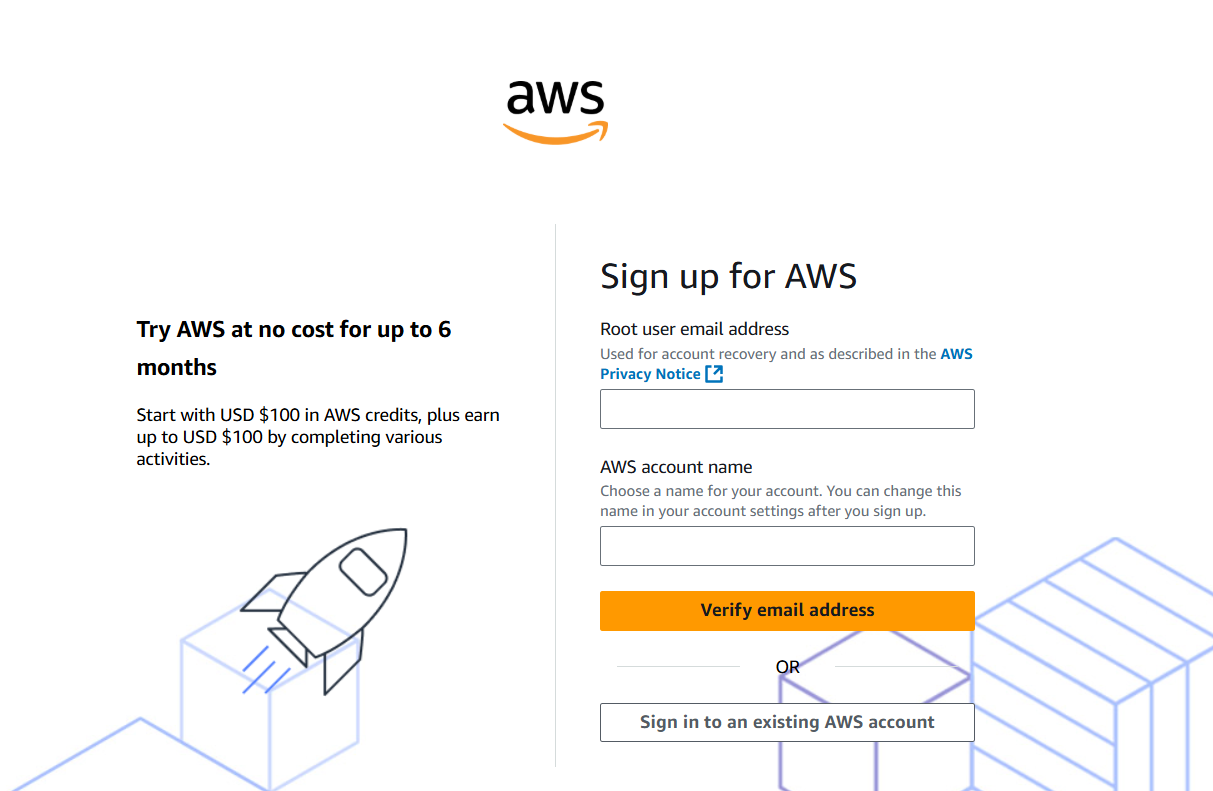 aws
Try AWS at no cost for up to 6
months
Start with USD $100 in AWS credits, plus earn
up to USD $100 by completing various
activities.
Sign up for AWS
Root user email address
Used for account recovery and as described in the AWS
Privacy Notice
AWS account name
Choose a name for your account. You can change this
name in your account settings after you sign up.
Verify email address
OR
Sign in to an existing AWS account